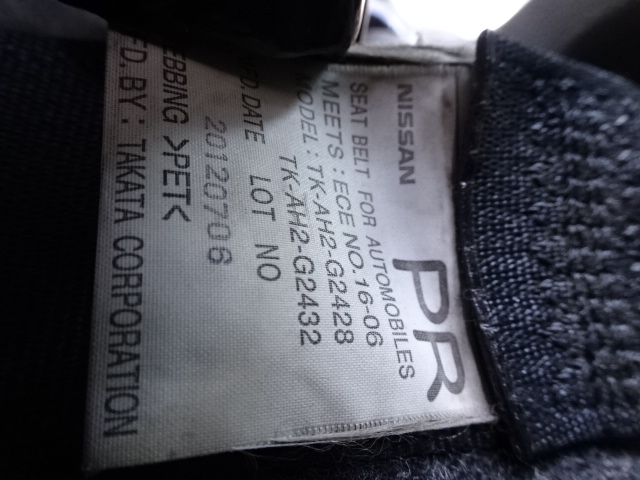 NISSAN PR
SEAT BELT FOR AUTOMOBILES
MEETS : ECE NO.16-06
MODEL : TK-AH2-G2428
TK-AH2-G2432
DATE LOT NO
20120706
>PET<
BY : TAKATA CORPORATION